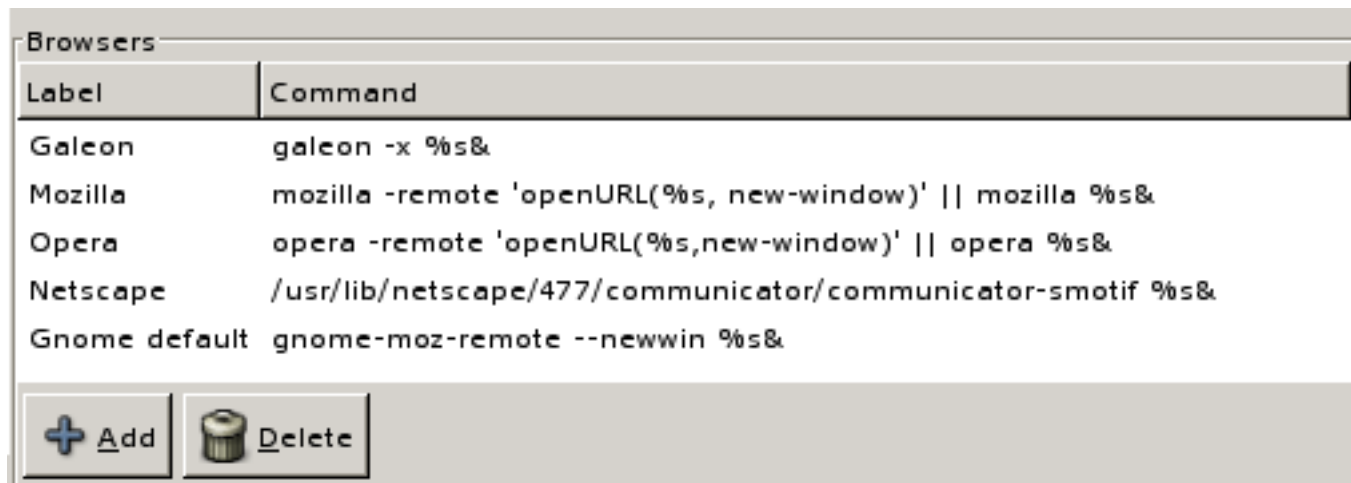 Browsers
Label Command
Galeon galeon -x %s&
Mozilla mozilla -remote 'openURL(%s, new-window)' || mozilla %s&
Opera opera -remote 'openURL(%s,new-window)' || opera %s&
Netscape /usr/lib/netscape/477/communicator/communicator-smotif %s&
Gnome default gnome-moz-remote --newwin %s&
Add Delete